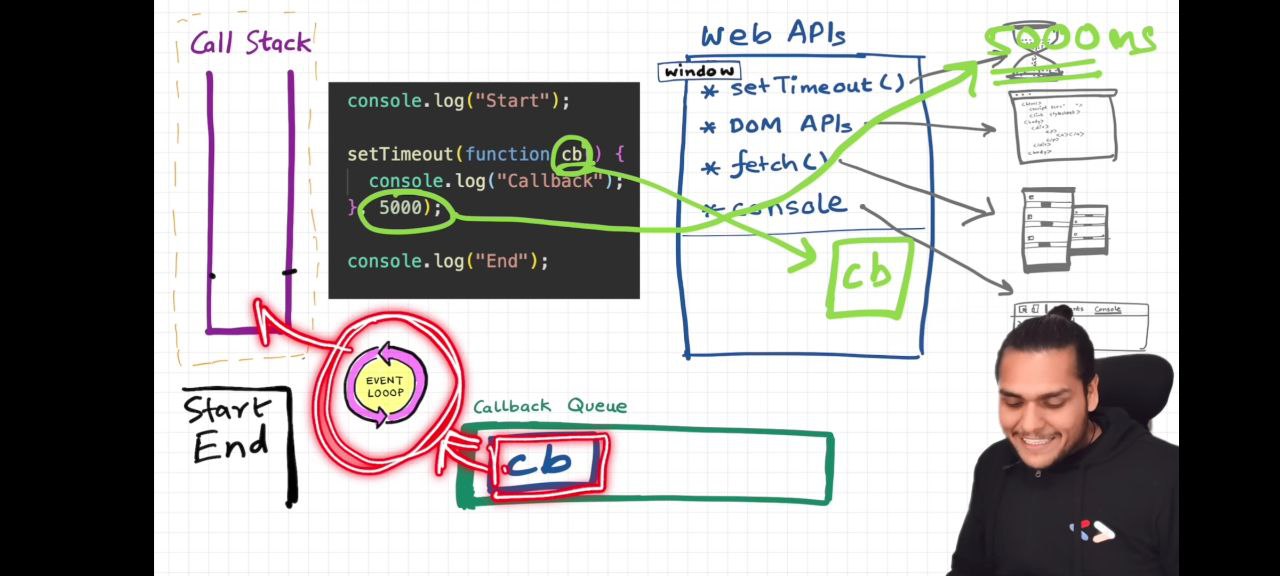 Call Stack
console.log("Start");
setTimeout(function cb() {
console.log("Callback");
}, 5000);
console.log("End");
Web APIs
window
* setTimeout()
* DOM APIs
* fetch()
* console
cb
5000ms
Console
EVENT
LOOOP
Start
End
Callback Queue
cb